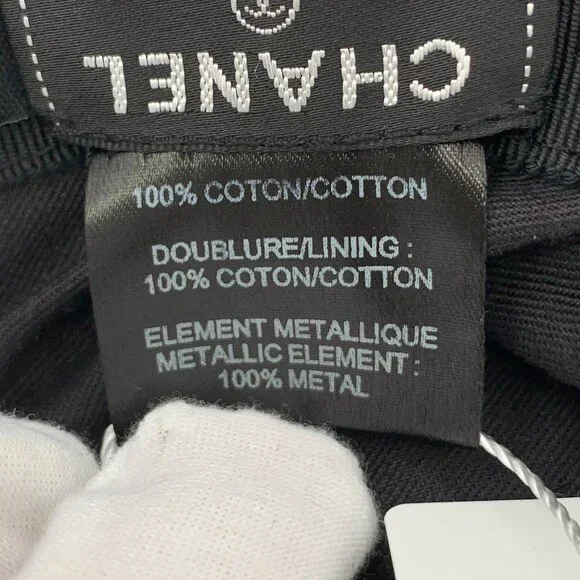 CHANEL
100% COTON/COTTON
DOUBLURE/LINING :
100% COTON/COTTON
ELEMENT METALLIQUE
METALLIC ELEMENT :
100% METAL